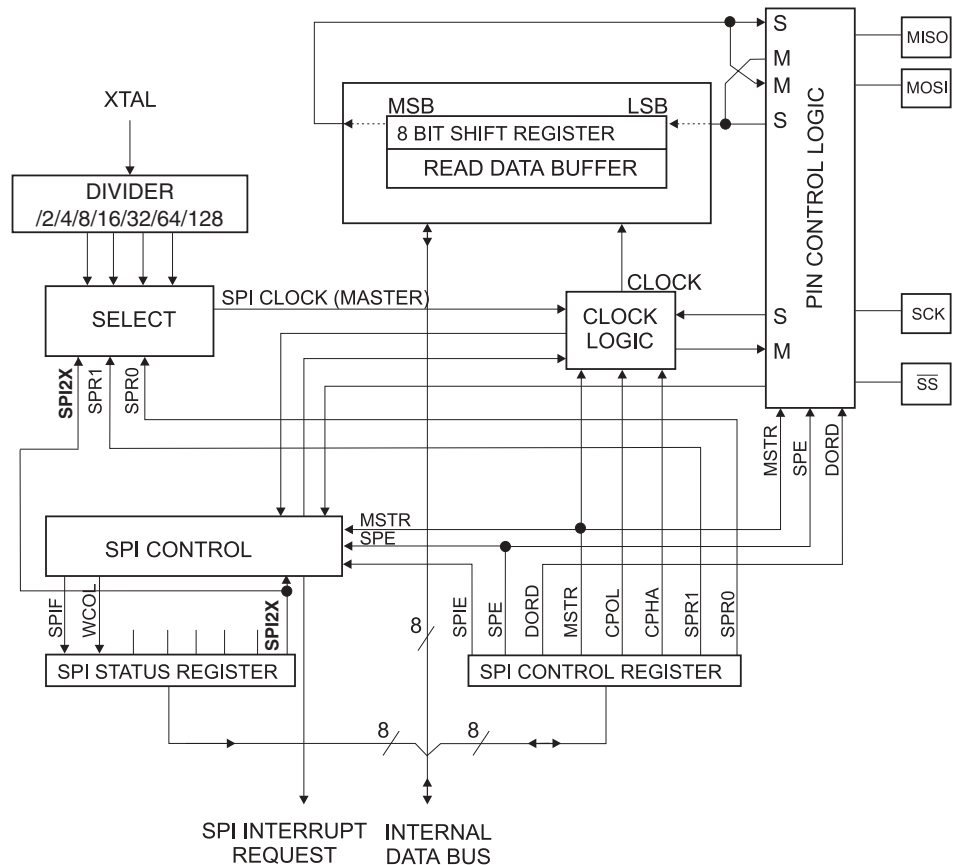 S
MISO
M
M
MOSI
XTAL
MSB
LSB
S
8 BIT SHIFT REGISTER
READ DATA BUFFER
PIN CONTROL LOGIC
DIVIDER
/2/4/8/16/32/64/128
SPI CLOCK (MASTER)
CLOCK
SELECT
CLOCK
LOGIC
S
SCK
M
SPI2X
SPR1
SPR0
SS
MSTR
SPE
DORD
MSTR
SPE
SPI CONTROL
SPIF
WCOL
SPI2X
8
SPIE
SPE
DORD
MSTR
CPOL
CPHA
SPR1
SPR0
SPI STATUS REGISTER
SPI CONTROL REGISTER
8
8
SPI INTERRUPT
REQUEST
INTERNAL
DATA BUS